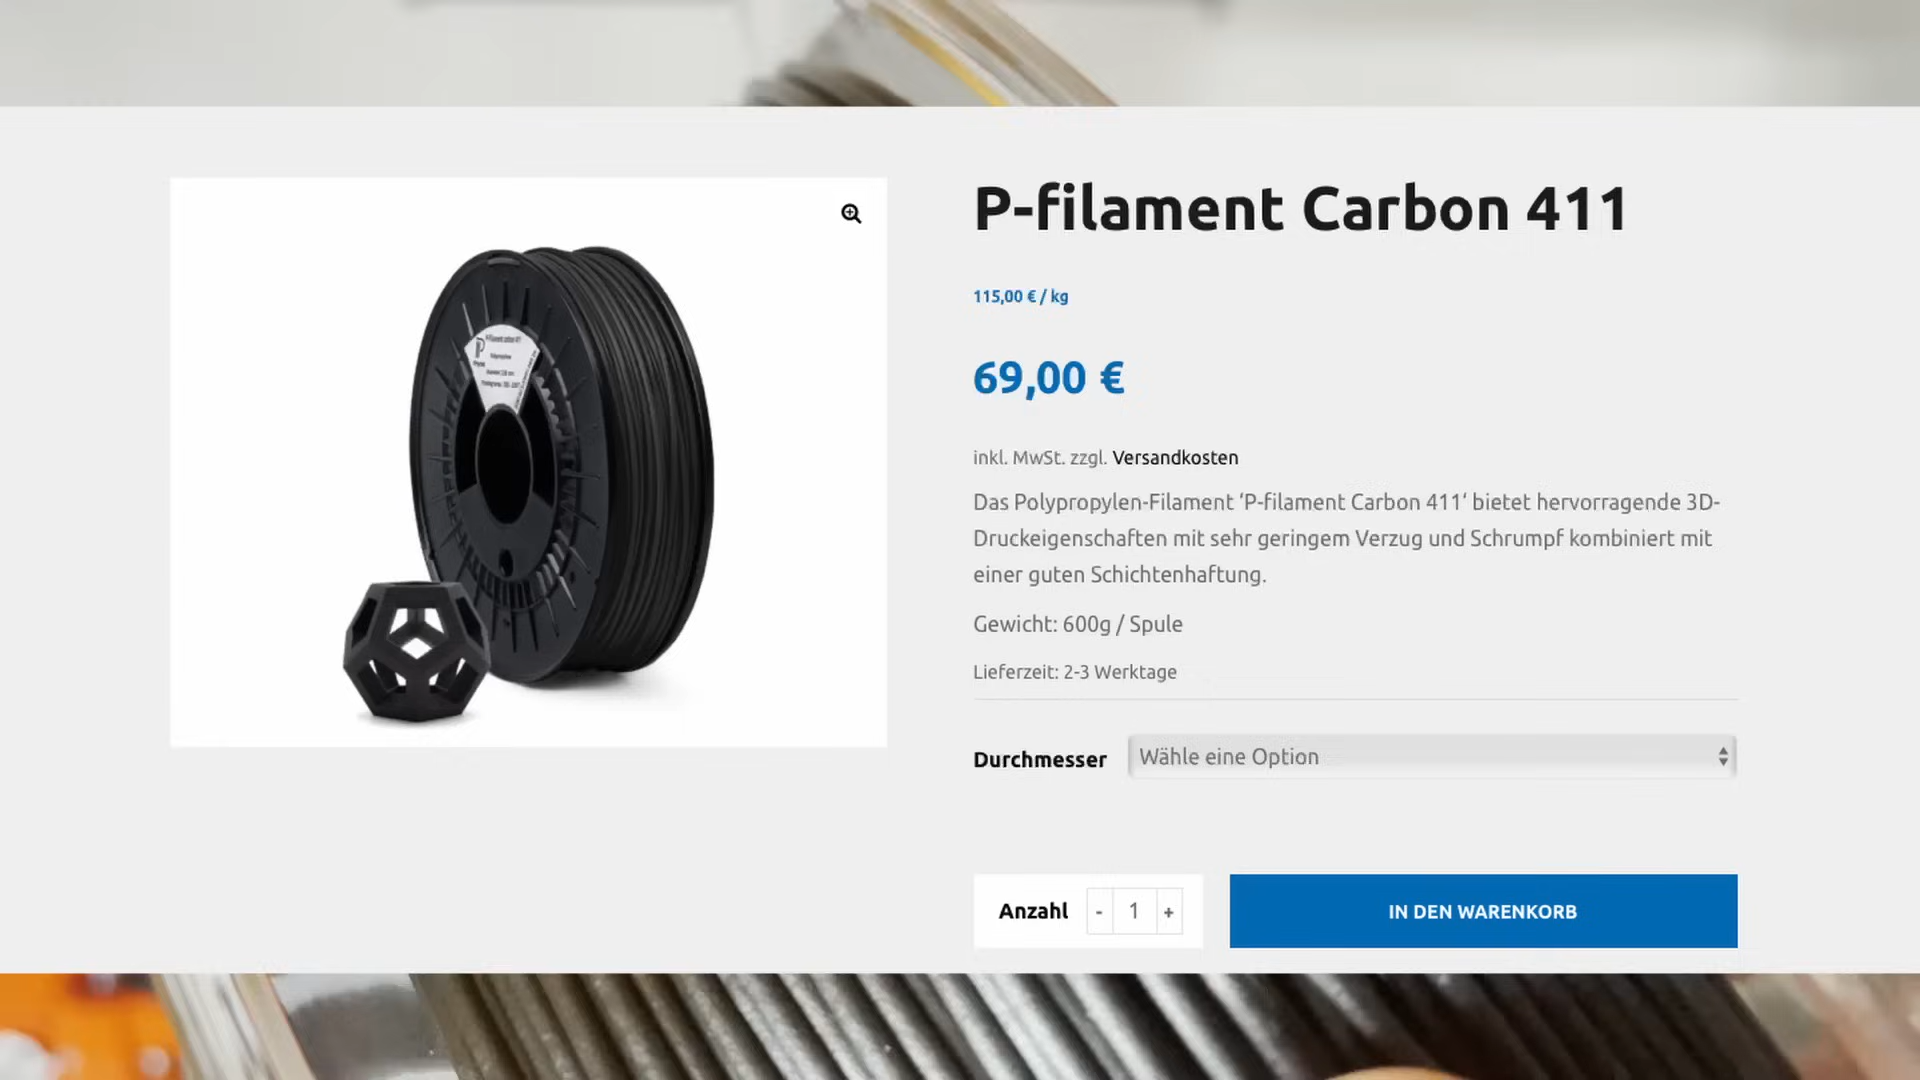 P-filament Carbon 411
115,00 € / kg
69,00 €
inkl. MwSt. zzgl. Versandkosten
Das Polypropylen-Filament ‘P-filament Carbon 411‘ bietet hervorragende 3D-
Druckeigenschaften mit sehr geringem Verzug und Schrumpf kombiniert mit
einer guten Schichtenhaftung.
Gewicht: 600g / Spule
Lieferzeit: 2-3 Werktage
Durchmesser Wähle eine Option
Anzahl - 1 + IN DEN WARENKORB